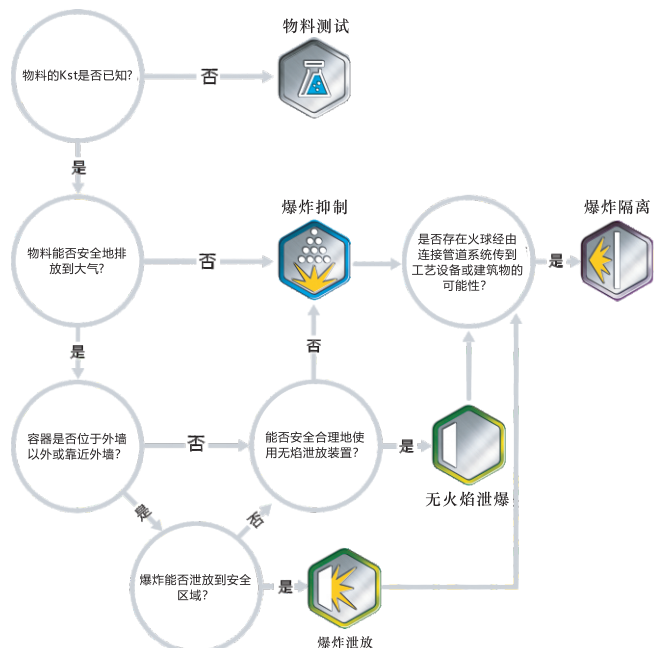 物料测试
物料的Kst是否已知?
否
是
爆炸抑制
爆炸隔离
物料能否安全地排
放到大气?
否
是否存在火球经由
连接管道系统传到
工艺设备或建筑物的
可能性?
是
是
否
容器是否位于外墙
以外或靠近外墙?
否
能否安全合理地使
用无焰泄放装置?
是
无火焰泄爆
是
否
爆炸能否泄放到安全
区域?
是
爆炸泄放